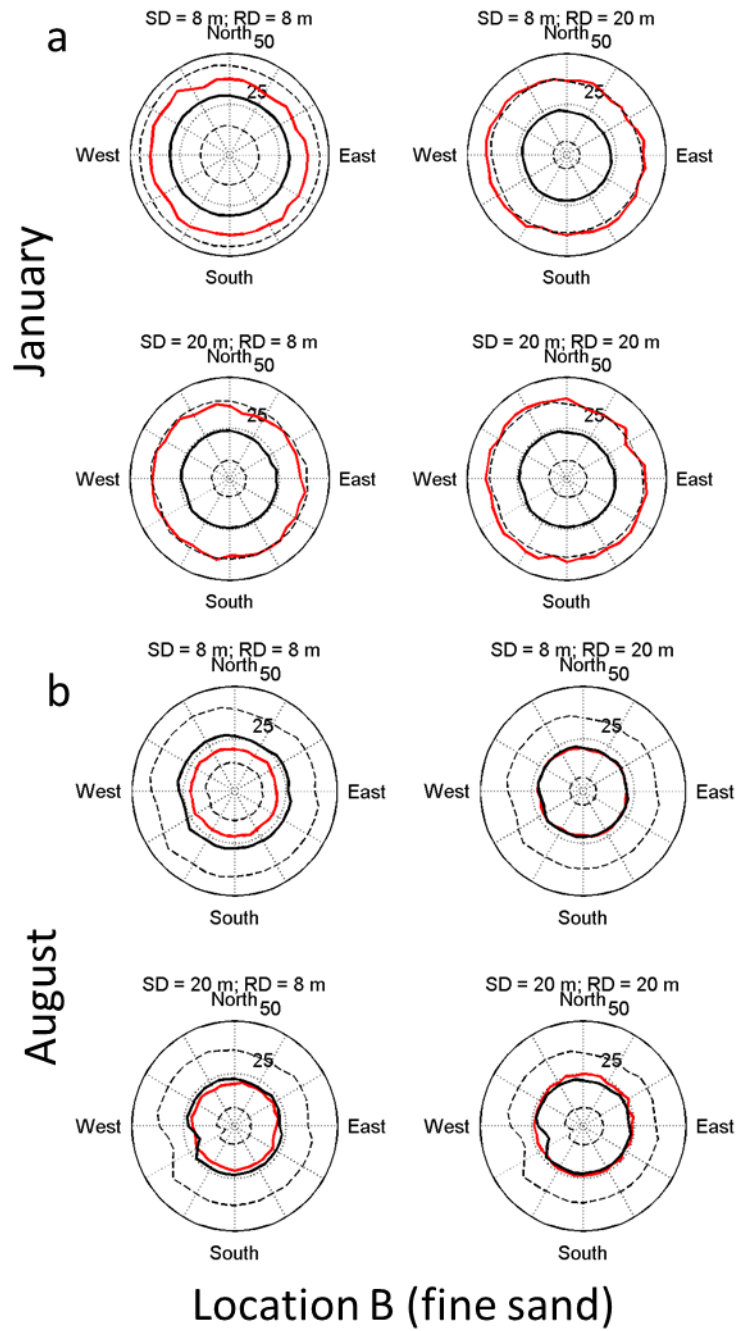 a
SD = 8 m; RD = 8 m
North 50
25
West
East
South
SD = 8 m; RD = 20 m
North 50
25
West
East
South
January
SD = 20 m; RD = 8 m
North 50
25
West
East
South
SD = 20 m; RD = 20 m
North 50
25
West
East
South
b
SD = 8 m; RD = 8 m
North 50
25
West
East
South
SD = 8 m; RD = 20 m
North 50
25
West
East
South
August
SD = 20 m; RD = 8 m
North 50
25
West
East
South
SD = 20 m; RD = 20 m
North 50
25
West
East
South
Location B (fine sand)